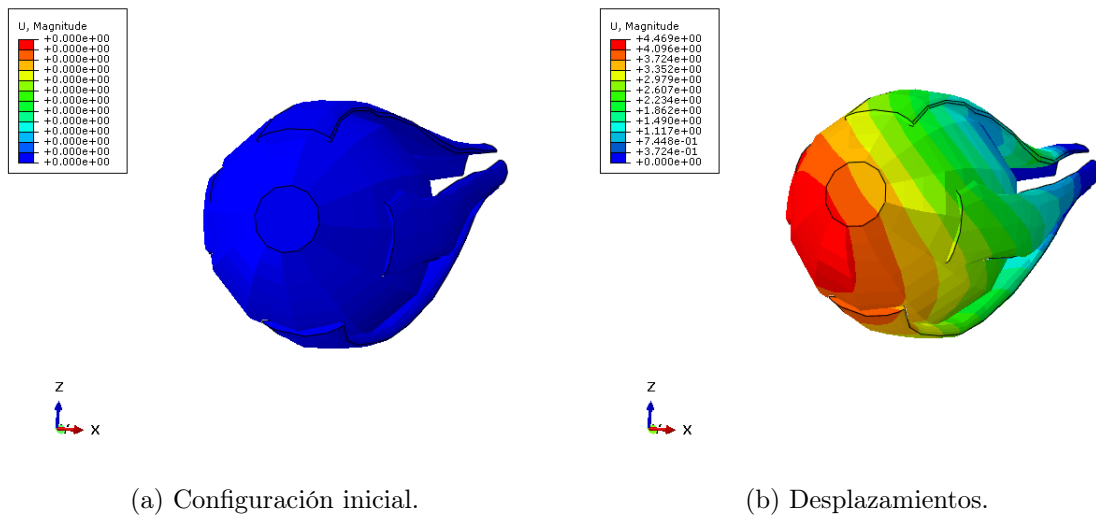 U, Magnitude
+0.000e+00
+0.000e+00
+0.000e+00
+0.000e+00
+0.000e+00
+0.000e+00
+0.000e+00
+0.000e+00
+0.000e+00
+0.000e+00
+0.000e+00
+0.000e+00
+0.000e+00
Z
X
(a) Configuración inicial.
U, Magnitude
+4.469e+00
+4.096e+00
+3.724e+00
+3.352e+00
+2.979e+00
+2.607e+00
+2.234e+00
+1.862e+00
+1.490e+00
+1.117e+00
+7.448e-01
+3.724e-01
+0.000e+00
Z
X
(b) Desplazamientos.